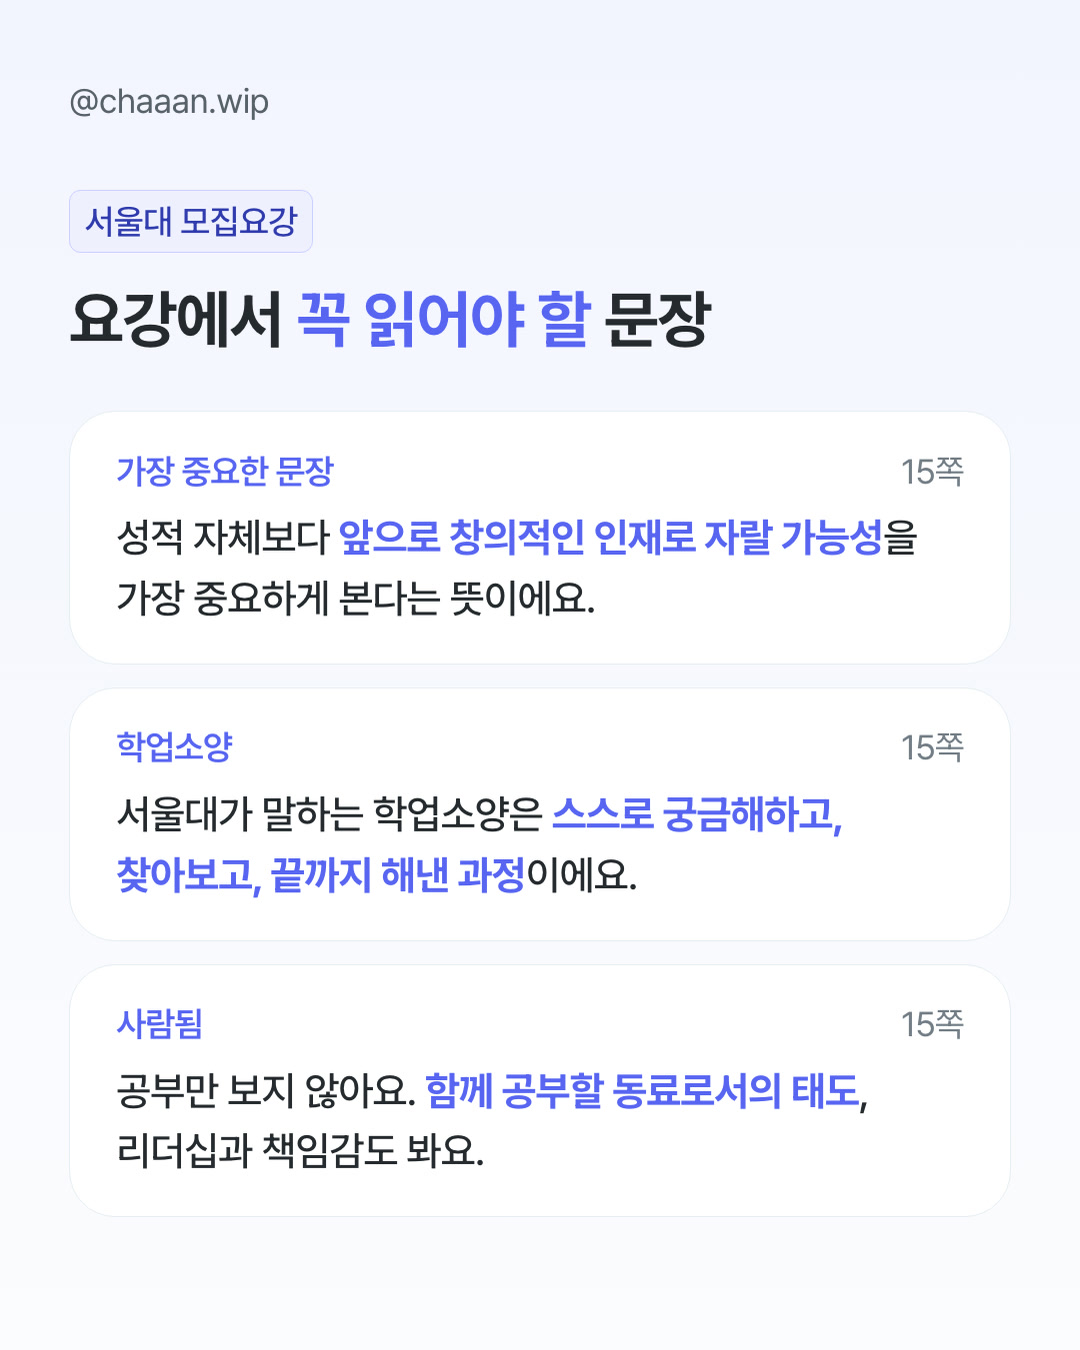 @chaaan.wip
서울대 모집요강
요강에서 꼭 읽어야 할 문장
가장 중요한 문장 15쪽
성적 자체보다 앞으로 창의적인 인재로 자랄 가능성을
가장 중요하게 본다는 뜻이에요.
학업소양 15쪽
서울대가 말하는 학업소양은 스스로 궁금해하고,
찾아보고, 끝까지 해낸 과정이에요.
사람됨 15쪽
공부만 보지 않아요. 함께 공부할 동료로서의 태도,
리더십과 책임감도 봐요.